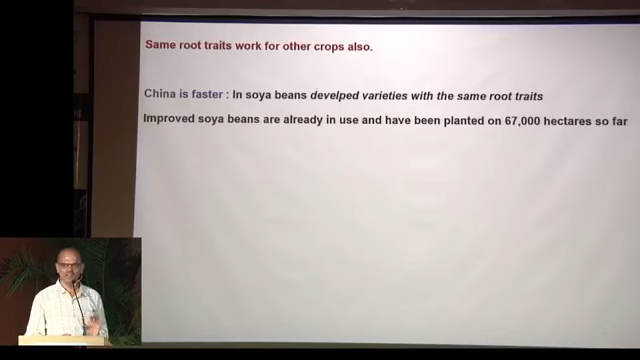 Same root traits work for other crops also.
China is faster : In soya beans develped varieties with the same root traits
Improved soya beans are already in use and have been planted on 67,000 hectares so far